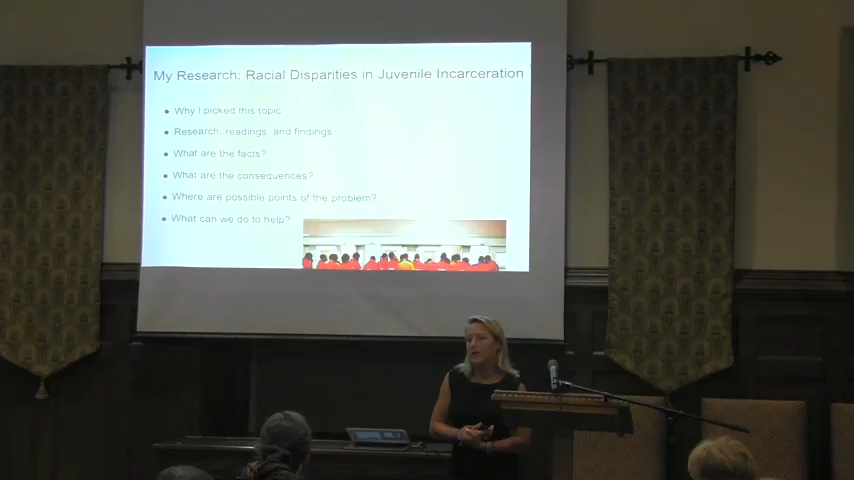 My Research: Racial Disparities in Juvenile Incarceration
Why I picked this topic
Research, readings, and findings
What are the facts?
What are the consequences?
Where are possible points of the problem?
What can we do to help?